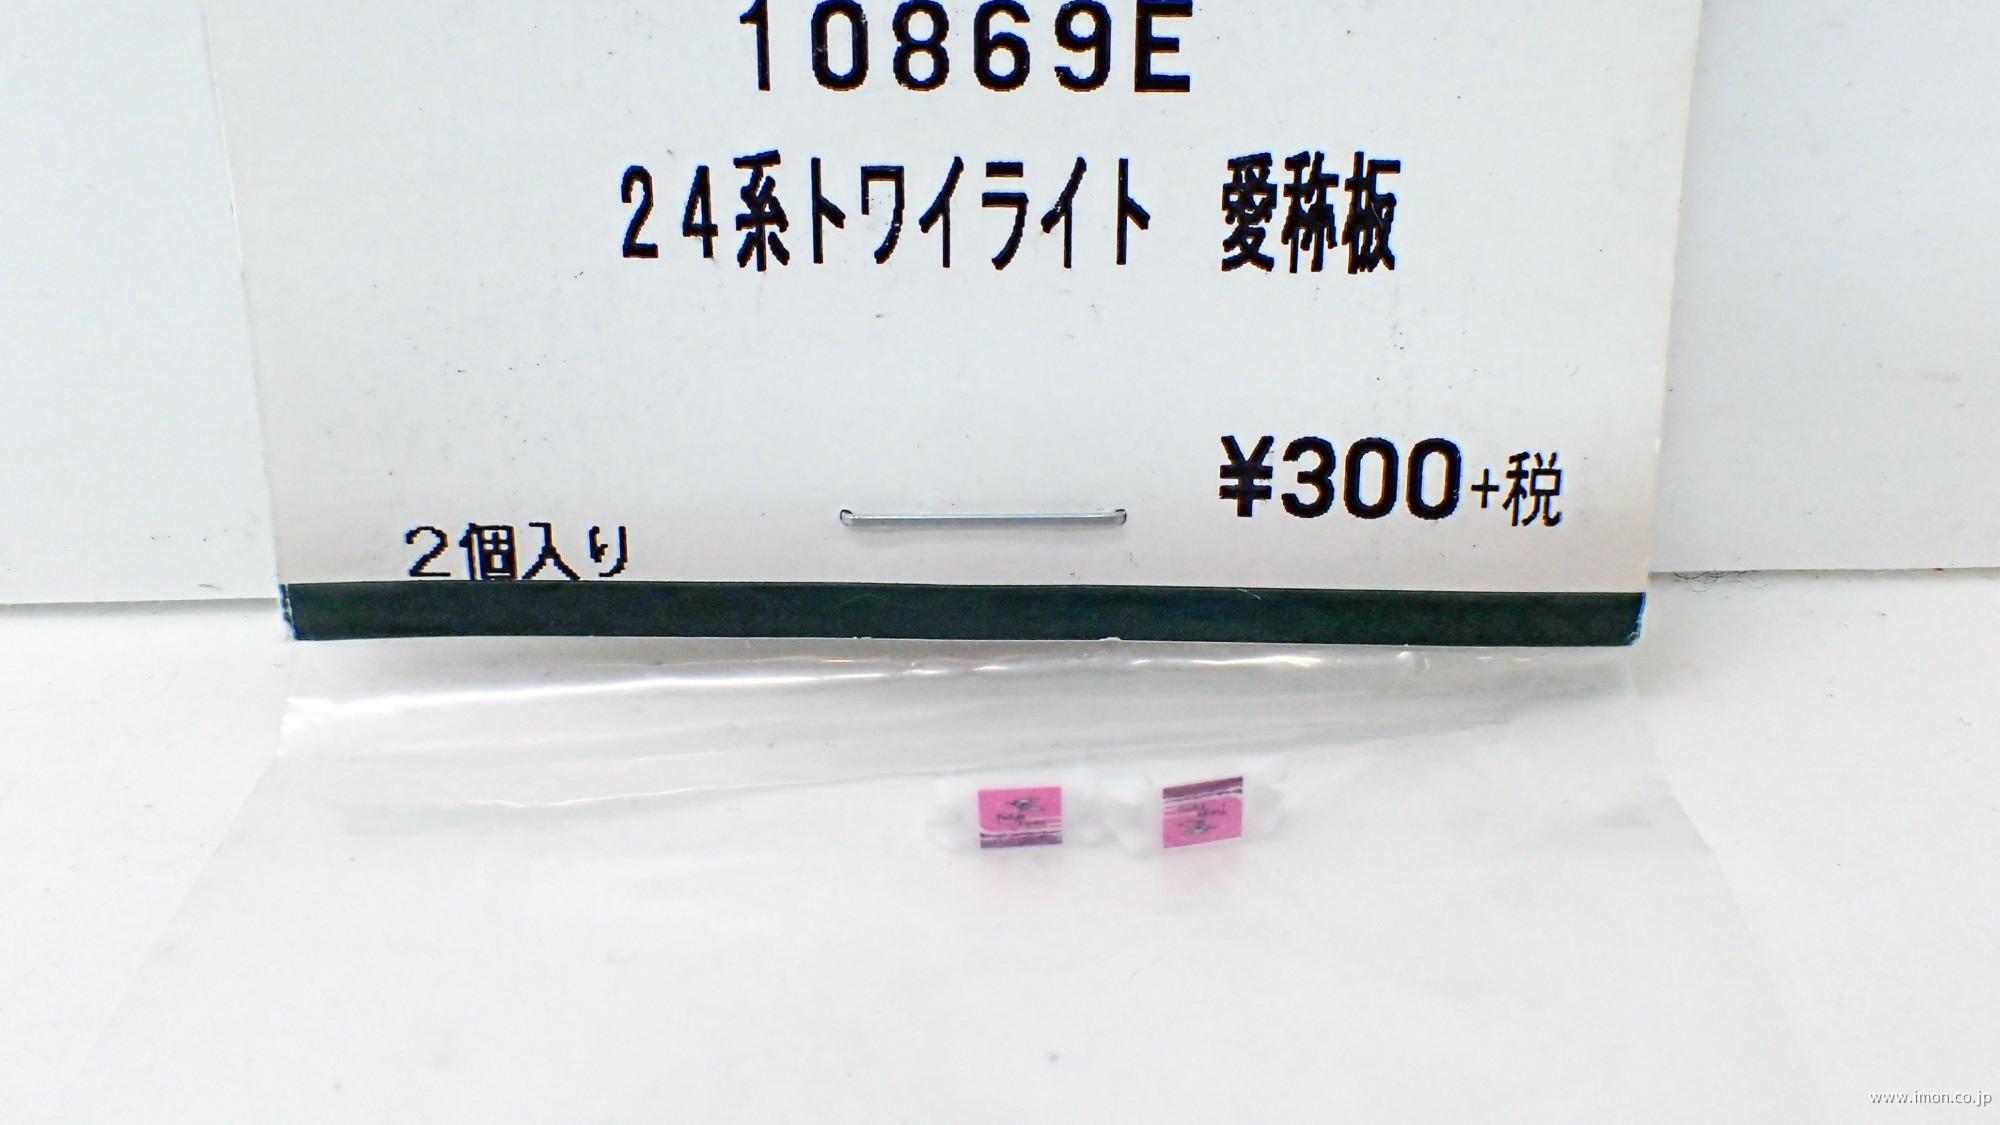 10869E
24系トワイライト 愛称板
¥300+税
2個入り
www.imon.co.jp